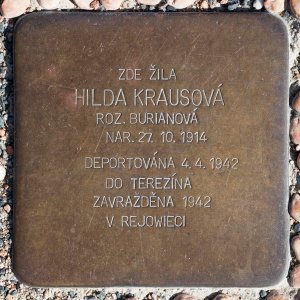 ZDE ŽILA
HILDA KRAUSOVÁ
ROZ. BURIANOVÁ
NAR. 27. 10. 1914
DEPORTOVÁNA 4. 4. 1942
DO TEREZÍNA
ZAVRAŽDĚNA 1942
V REJOWIECI